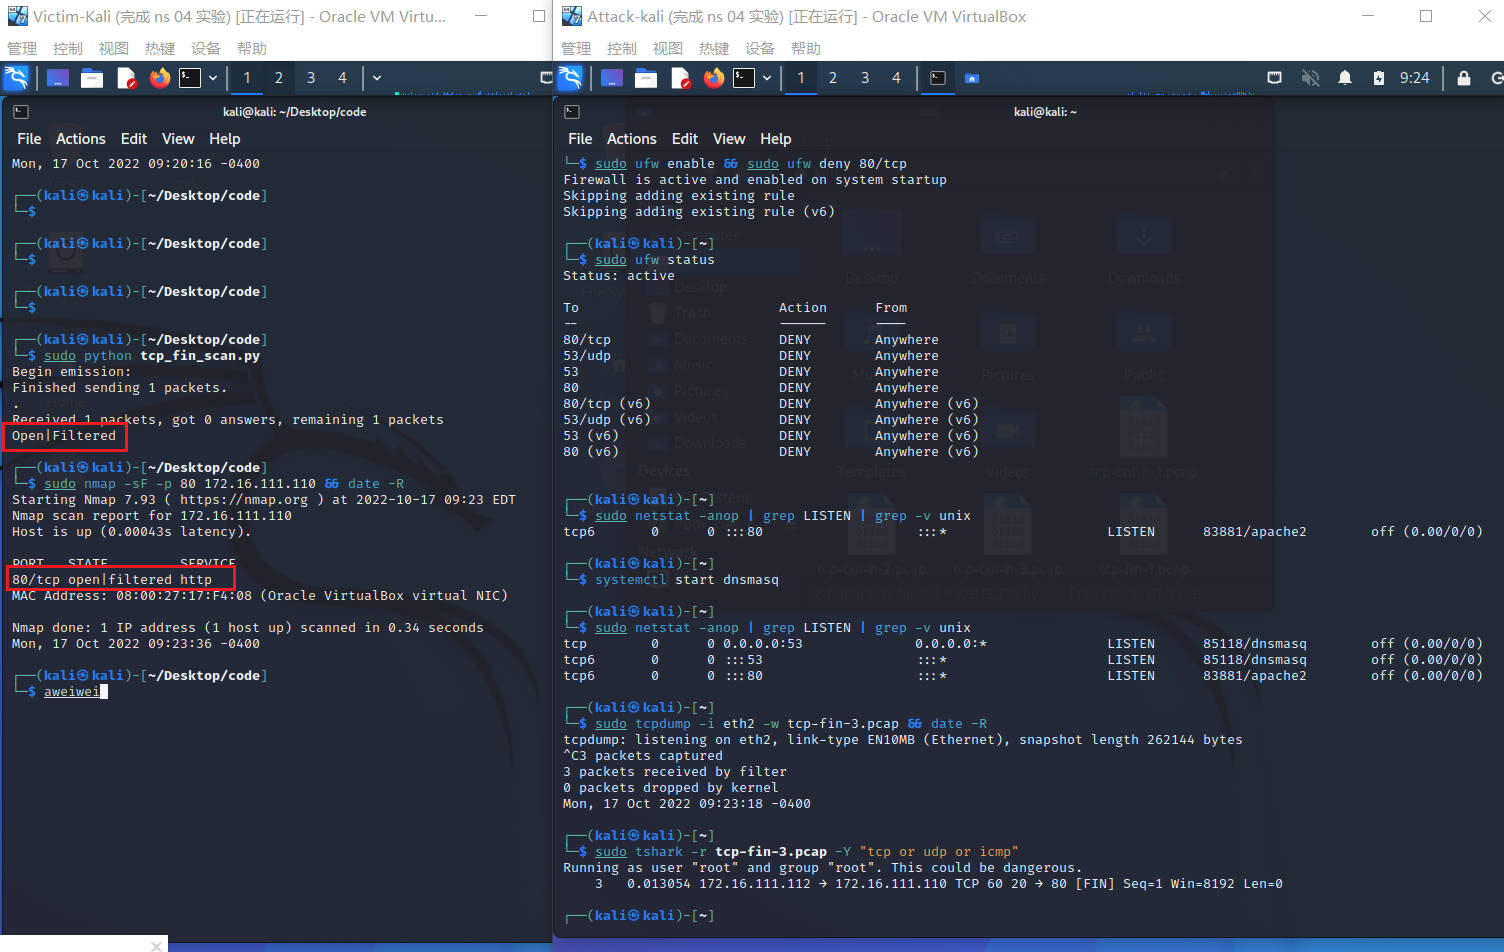 Victim-Kali (完成 ns 04 实验) [正在运行] - Oracle VM Virtu...
管理 控制 视图 热键 设备 帮助
1 2 3 4
kali@kali: ~/Desktop/code
File Actions Edit View Help
Mon, 17 Oct 2022 09:20:16 -0400
┌──(kali㉿kali)-[~/Desktop/code]
└─$
┌──(kali㉿kali)-[~/Desktop/code]
└─$
┌──(kali㉿kali)-[~/Desktop/code]
└─$
┌──(kali㉿kali)-[~/Desktop/code]
└─$ sudo python tcp_fin_scan.py
Begin emission:
Finished sending 1 packets.
.
Received 1 packets, got 0 answers, remaining 1 packets
Open|Filtered
┌──(kali㉿kali)-[~/Desktop/code]
└─$ sudo nmap -sF -p 80 172.16.111.110 && date -R
Starting Nmap 7.93 ( https://nmap.org ) at 2022-10-17 09:23 EDT
Nmap scan report for 172.16.111.110
Host is up (0.00043s latency).
PORT STATE SERVICE
80/tcp open|filtered http
MAC Address: 08:00:27:17:F4:08 (Oracle VirtualBox virtual NIC)
Nmap done: 1 IP address (1 host up) scanned in 0.34 seconds
Mon, 17 Oct 2022 09:23:36 -0400
┌──(kali㉿kali)-[~/Desktop/code]
└─$ aweiwei
Attack-kali (完成 ns 04 实验) [正在运行] - Oracle VM VirtualBox
管理 控制 视图 热键 设备 帮助
1 2 3 4 9:24
kali@kali: ~
File Actions Edit View Help
└─$ sudo ufw enable && sudo ufw deny 80/tcp
Firewall is active and enabled on system startup
Skipping adding existing rule
Skipping adding existing rule (v6)
┌──(kali㉿kali)-[~]
└─$ sudo ufw status
Status: active
To Action From
-- ------ ----
80/tcp DENY Anywhere
53/udp DENY Anywhere
53 DENY Anywhere
80 DENY Anywhere
80/tcp (v6) DENY Anywhere (v6)
53/udp (v6) DENY Anywhere (v6)
53 (v6) DENY Anywhere (v6)
80 (v6) DENY Anywhere (v6)
┌──(kali㉿kali)-[~]
└─$ sudo netstat -anop | grep LISTEN | grep -v unix
tcp6 0 0 :::80 :::* LISTEN 83881/apache2 off (0.00/0/0)
┌──(kali㉿kali)-[~]
└─$ systemctl start dnsmasq
┌──(kali㉿kali)-[~]
└─$ sudo netstat -anop | grep LISTEN | grep -v unix
tcp 0 0 0.0.0.0:53 0.0.0.0:* LISTEN 85118/dnsmasq off (0.00/0/0)
tcp6 0 0 :::53 :::* LISTEN 85118/dnsmasq off (0.00/0/0)
tcp6 0 0 :::80 :::* LISTEN 83881/apache2 off (0.00/0/0)
┌──(kali㉿kali)-[~]
└─$ sudo tcpdump -i eth2 -w tcp-fin-3.pcap && date -R
tcpdump: listening on eth2, link-type EN10MB (Ethernet), snapshot length 262144 bytes
^C3 packets captured
3 packets received by filter
0 packets dropped by kernel
Mon, 17 Oct 2022 09:23:18 -0400
┌──(kali㉿kali)-[~]
└─$ sudo tshark -r tcp-fin-3.pcap -Y "tcp or udp or icmp"
Running as user "root" and group "root". This could be dangerous.
3 0.013054 172.16.111.112 → 172.16.111.110 TCP 60 20 → 80 [FIN] Seq=1 Win=8192 Len=0
┌──(kali㉿kali)-[~]